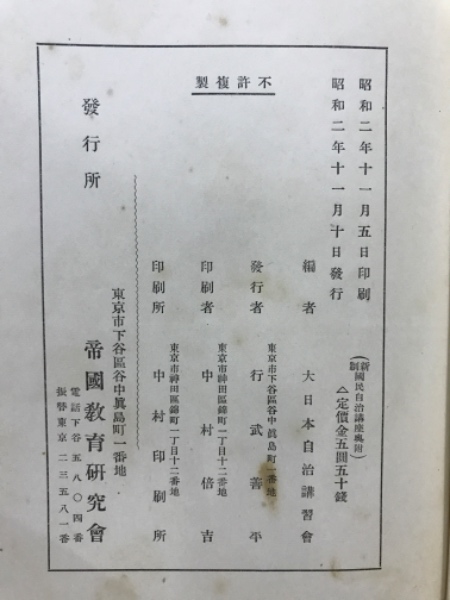 昭和二年十一月五日印刷
昭和二年十一月十日發行
不許複製
新制國民自治講座奥附
△定價金五圓五十錢
編者 大日本自治講習會
東京市下谷區谷中眞島町一番地
發行者 行武善平
東京市神田區錦町一丁目十二番地
印刷者 中村倍吉
東京市神田區錦町一丁目十二番地
印刷所 中村印刷所
東京市下谷區谷中眞島町一番地
發行所 帝國教育研究會
電話下谷五八〇四番
振替東京二三五八一番